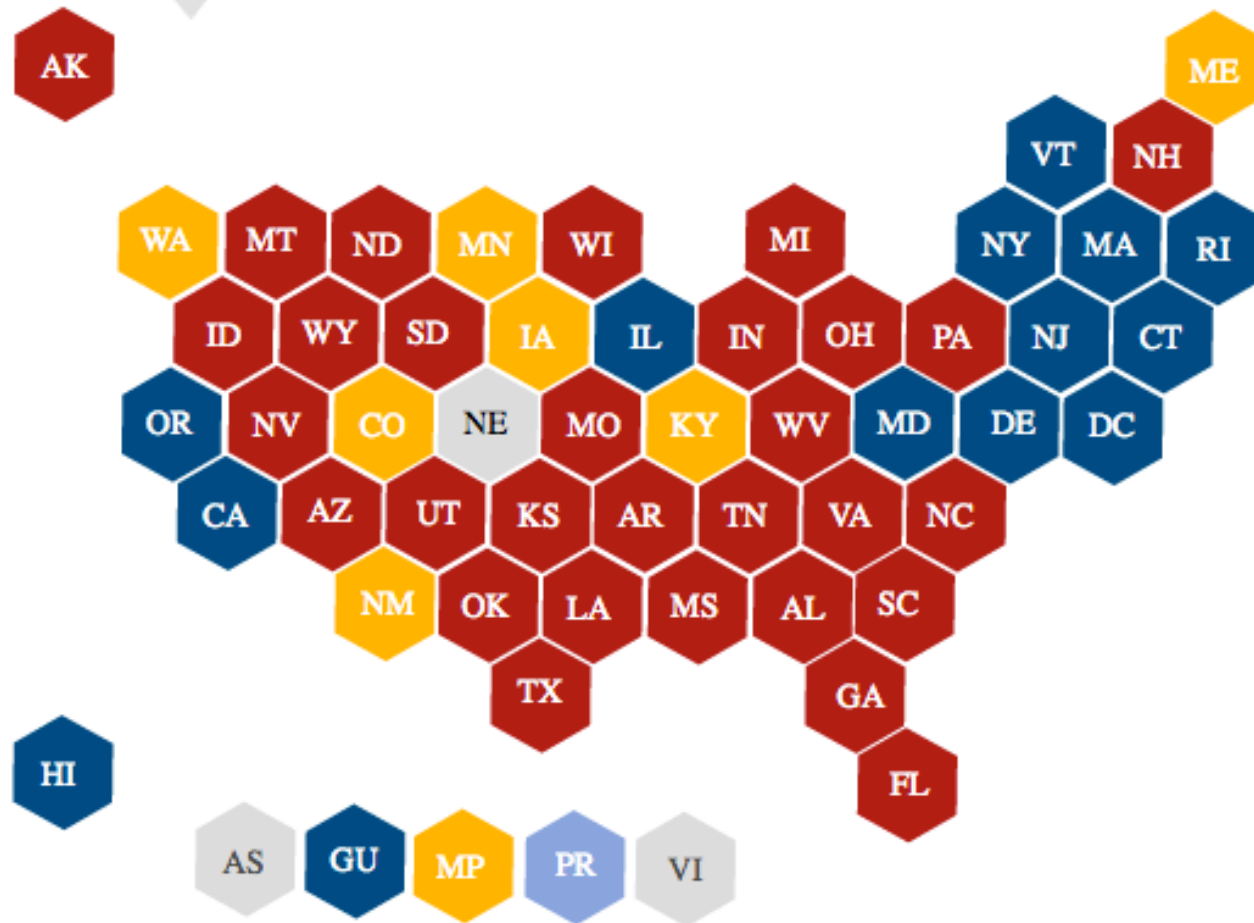 AK
ME
VT NH
WA MT ND MN WI MI NY MA RI
ID WY SD IA IL IN OH PA NJ CT
OR NV CO NE MO KY WV MD DE DC
CA AZ UT KS AR TN VA NC
NM OK LA MS AL SC
TX GA
HI FL
AS GU MP PR VI